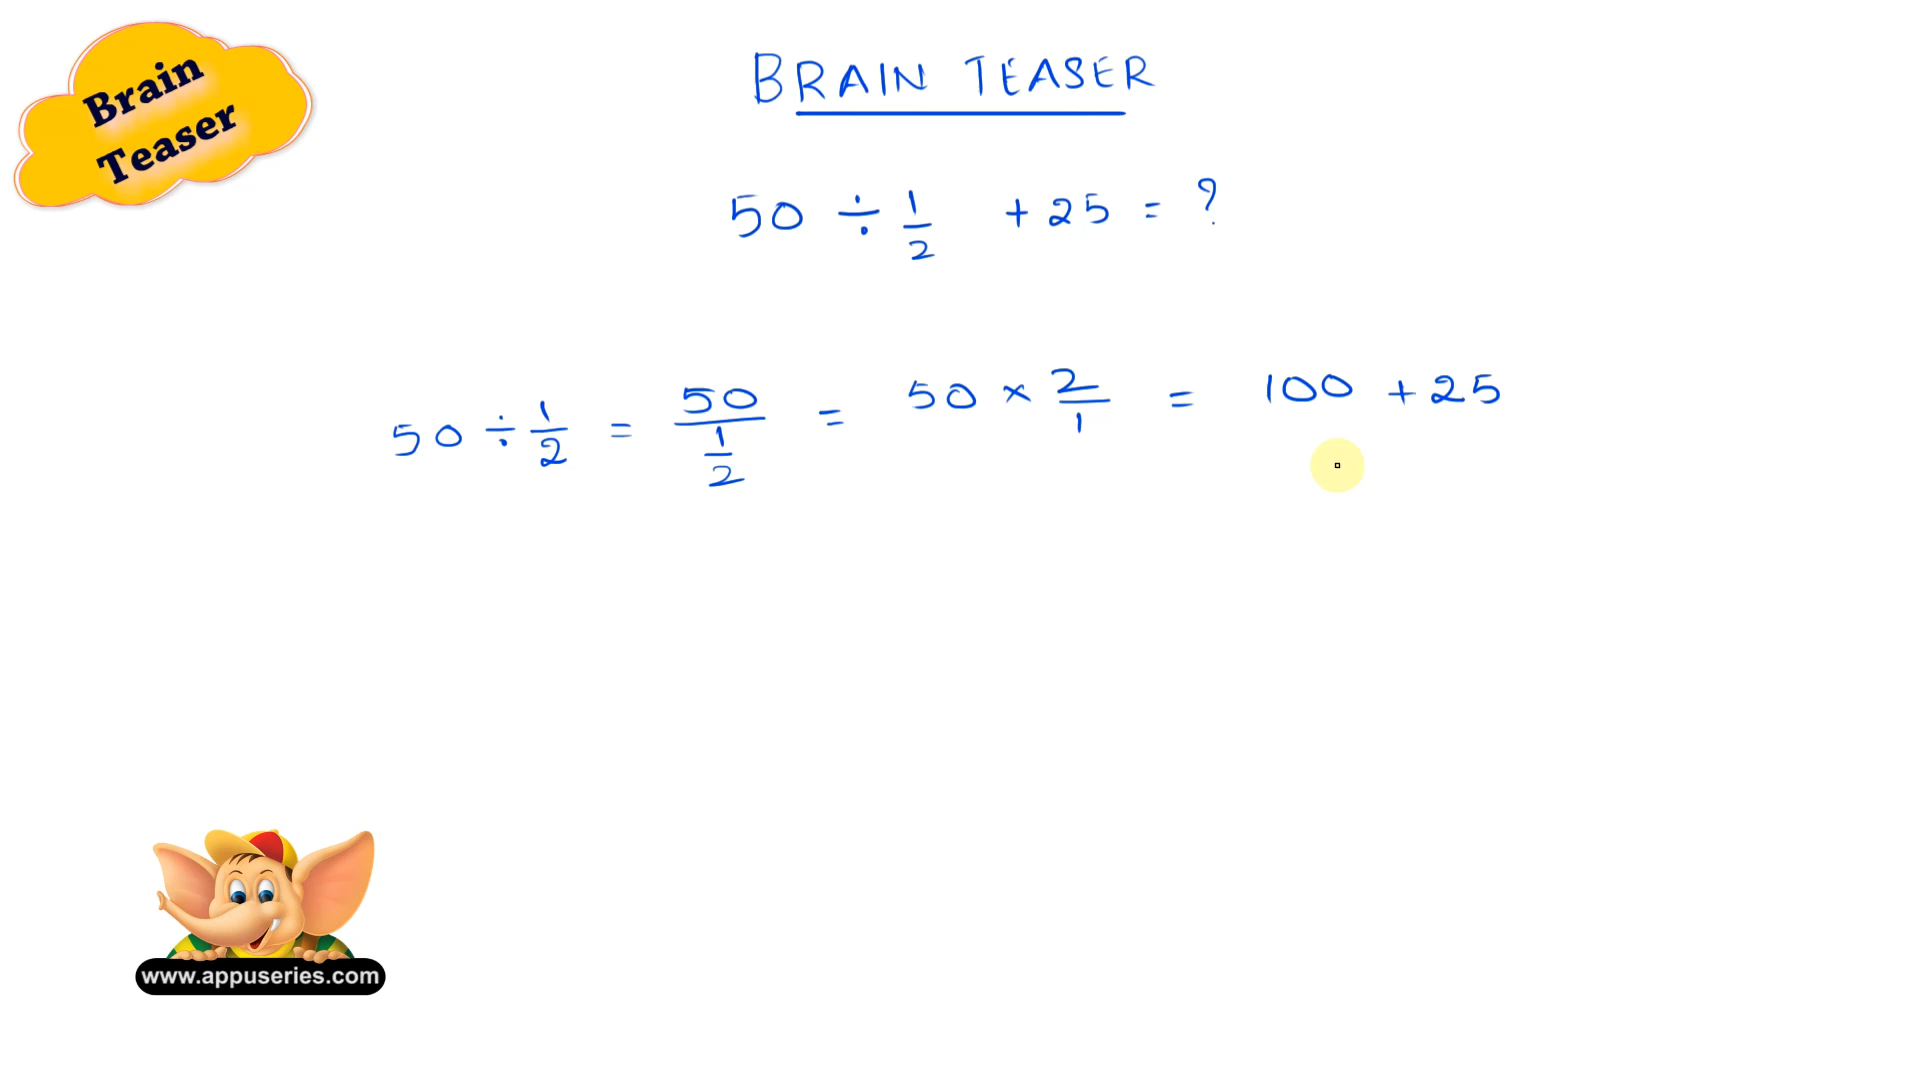 Brain
Teaser
BRAIN TEASER
50 ÷ 1/2 + 25 = ?
50 ÷ 1/2 = 50/(1/2) = 50 × 2/1 = 100 + 25
www.appuseries.com